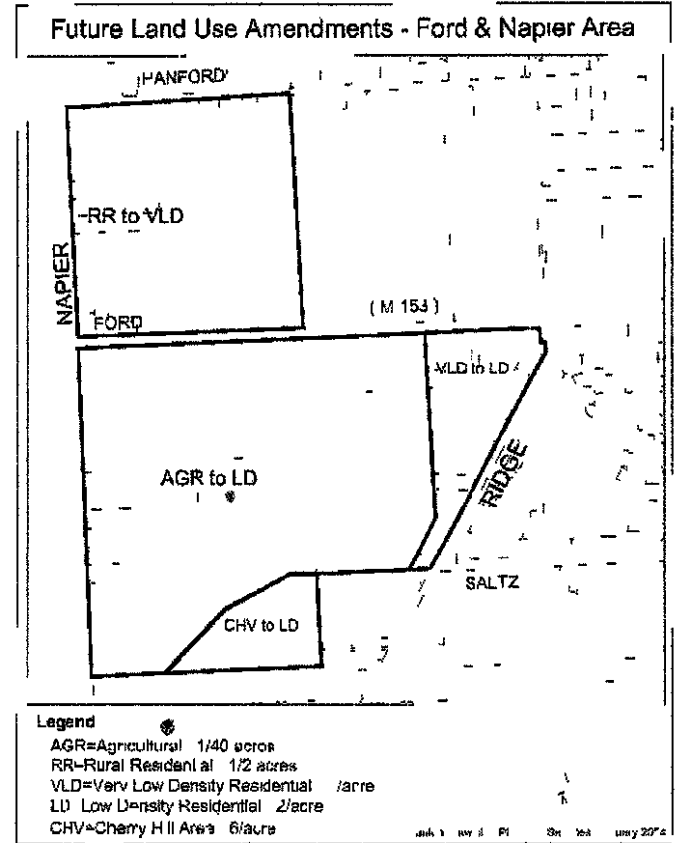 Future Land Use Amendments - Ford & Napier Area
HANFORD
RR to VLD
NAPIER
FORD
( M 153 )
VLD to LD
AGR to LD
RIDGE
SALTZ
CHV to LD
Legend
AGR=Agricultural 1/40 acres
RR=Rural Residential 1/2 acres
VLD=Very Low Density Residential /acre
LD Low Density Residential 2/acre
CHV=Cherry Hill Area 6/acre